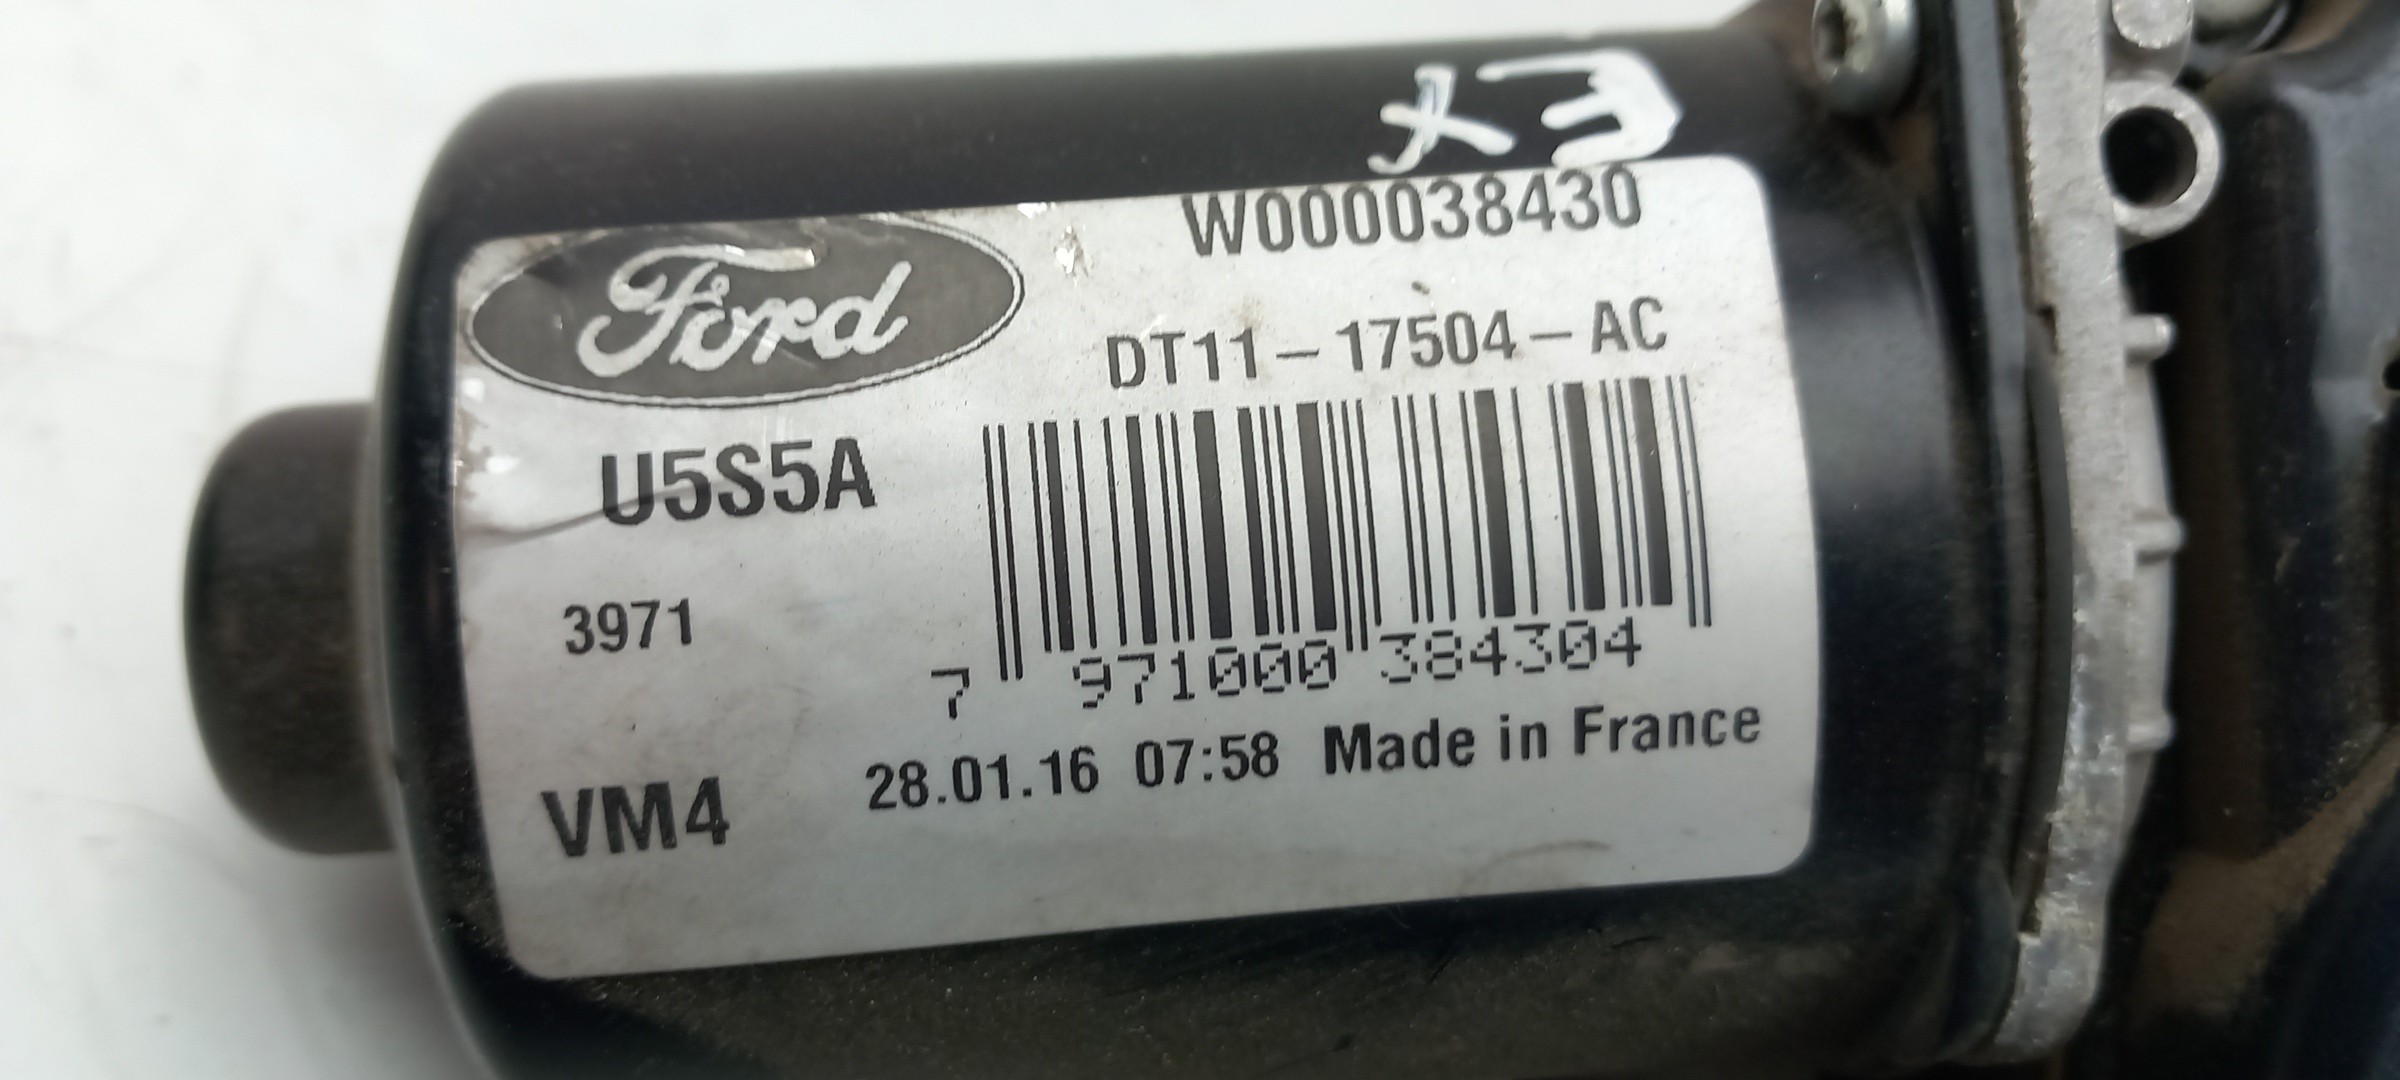 X3
W000038430
Ford
DT11-17504-AC
U5S5A
3971
7 971000 384304
28.01.16 07:58 Made in France
VM4